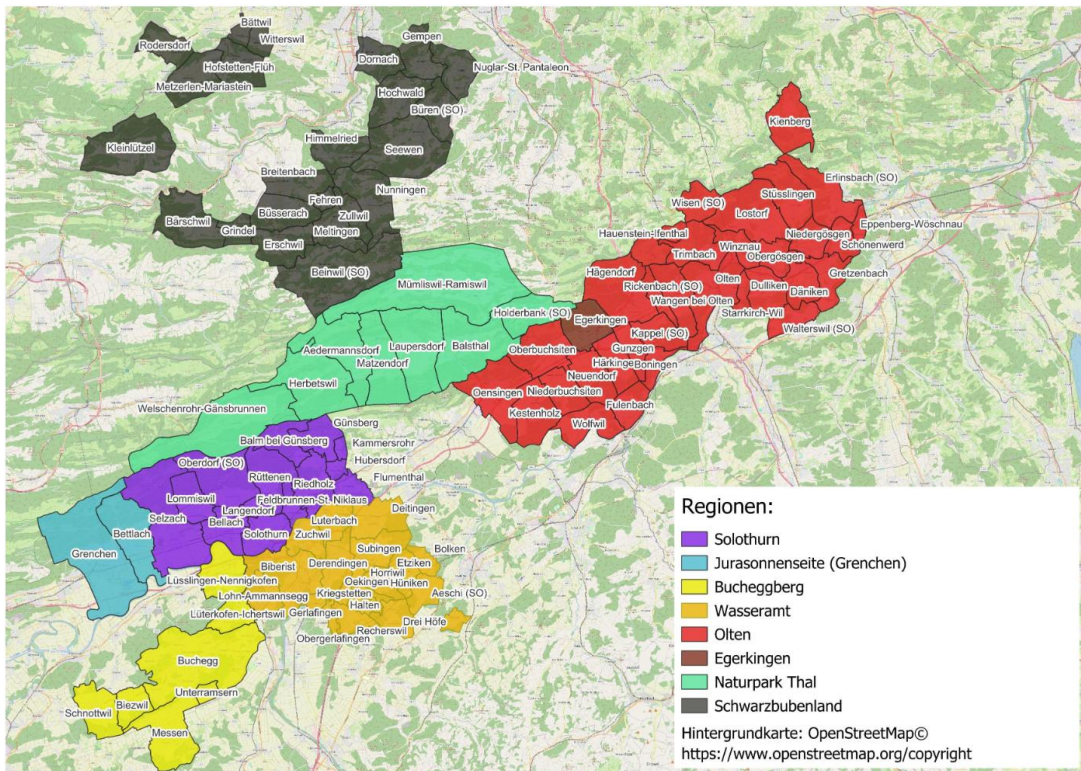 Bättwil
Witterswil
Rodersdorf
Hofstetten-Flüh
Metzerlen-Mariastein
Gempen
Dornach
Nuglar-St. Pantaleon
Hochwald
Büren (SO)
Himmelried
Seewen
Kleinlützel
Breitenbach
Nunningen
Fehren
Büsserach
Zullwil
Bärschwil
Grindel
Meltingen
Erschwil
Beinwil (SO)
Kienberg
Erlinsbach (SO)
Stüsslingen
Wisen (SO)
Lostorf
Eppenberg-Wöschnau
Hauenstein-Ifenthal
Niedergösgen
Schönenwerd
Winznau
Trimbach
Obergösgen
Gretzenbach
Hägendorf
Olten
Rickenbach (SO)
Dulliken
Däniken
Wangen bei Olten
Starrkirch-Wil
Walterswil (SO)
Mümliswil-Ramiswil
Holderbank (SO)
Egerkingen
Kappel (SO)
Laupersdorf
Balsthal
Aedermannsdorf
Matzendorf
Oberbuchsiten
Gunzgen
Härkinge
Boningen
Neuendorf
Herbetswil
Oensingen
Niederbuchsiten
Fulenbach
Kestenholz
Wolfwil
Welschenrohr-Gänsbrunnen
Günsberg
Balm bei Günsberg
Kammersrohr
Hubersdorf
Oberdorf (SO)
Rüttenen
Riedholz
Flumenthal
Lommiswil
Feldbrunnen-St. Niklaus
Langendorf
Selzach
Bellach
Deitingen
Bettlach
Luterbach
Solothurn
Zuchwil
Grenchen
Subingen
Bolken
Biberist
Derendingen
Etziken
Lüsslingen-Nennigkofen
Horriwil
Oekingen
Hüniken
Lohn-Ammannsegg
Kriegstetten
Aeschi (SO)
Halten
Lüterkofen-Ichertswil
Gerlafingen
Drei Höfe
Recherswil
Obergerlafingen
Buchegg
Unterramsern
Schnottwil
Biezwil
Messen
Regionen:
Solothurn
Jurasonnenseite (Grenchen)
Bucheggberg
Wasseramt
Olten
Egerkingen
Naturpark Thal
Schwarzbubenland
Hintergrundkarte: OpenStreetMap©
https://www.openstreetmap.org/copyright